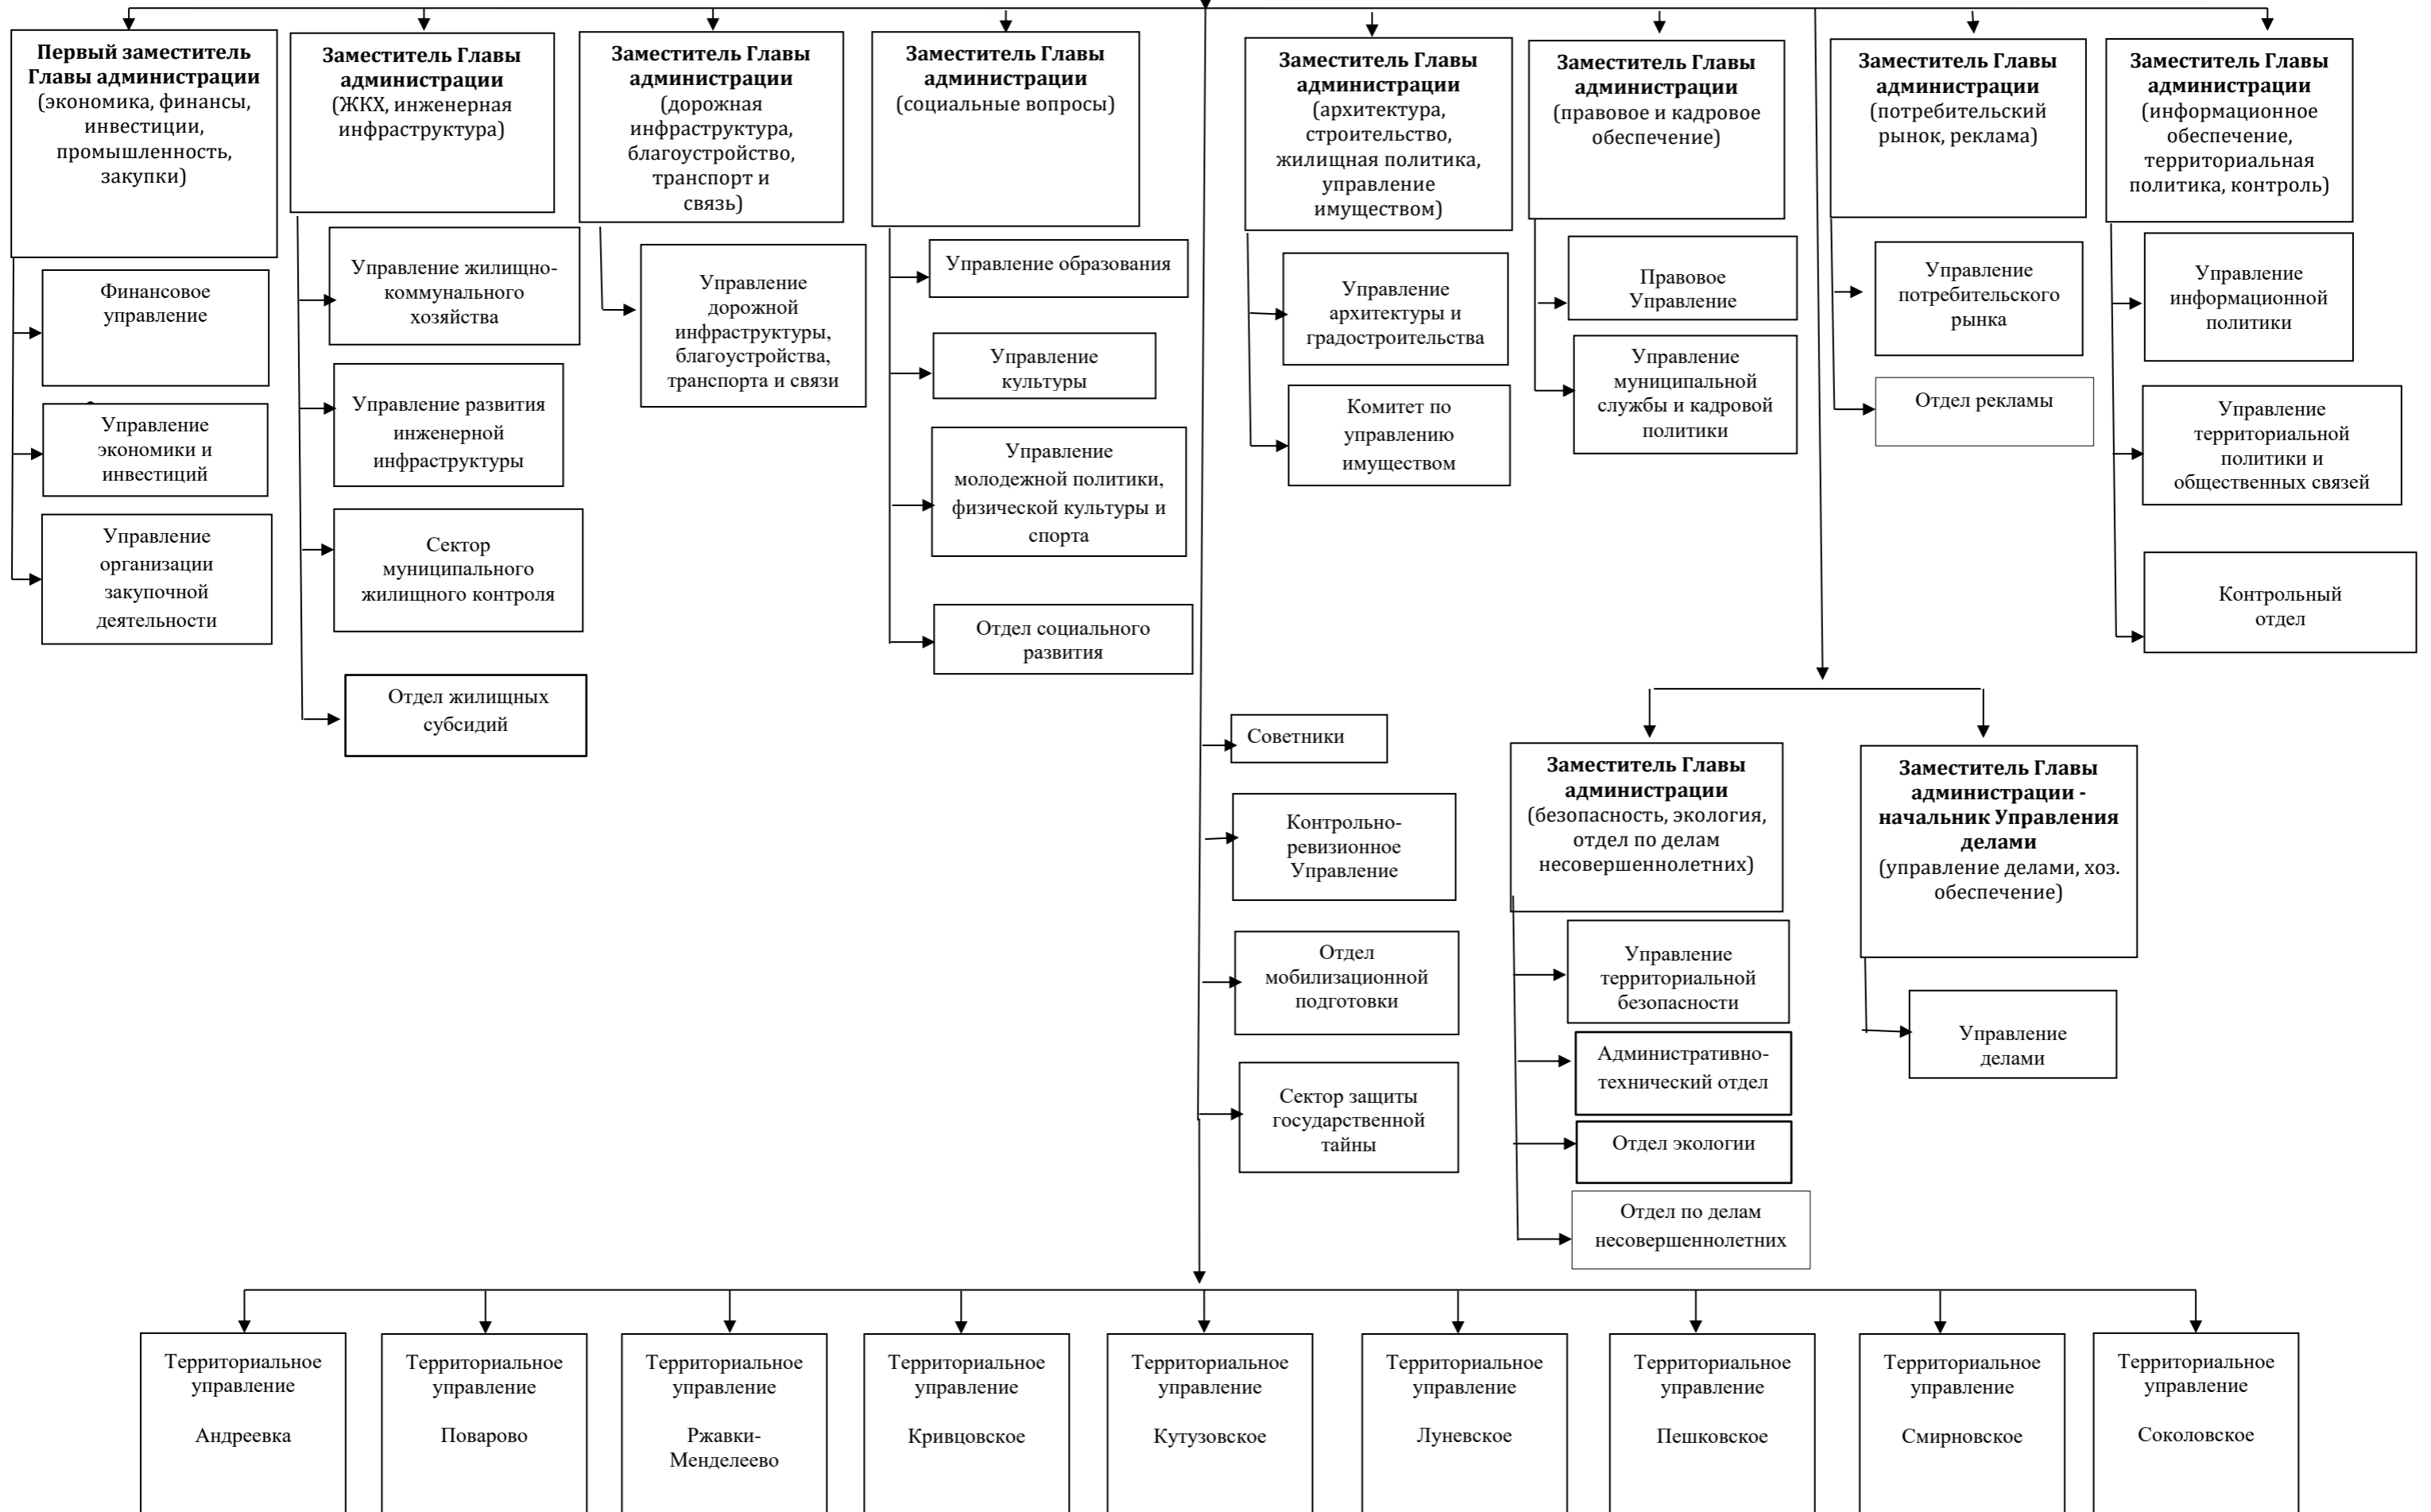 Первый заместитель
Главы администрации
(экономика, финансы,
инвестиции,
промышленность,
закупки)
Финансовое
управление
Управление
экономики и
инвестиций
Управление
организации
закупочной
деятельности
Заместитель Главы
администрации
(ЖКХ, инженерная
инфраструктура)
Управление жилищно-
коммунального
хозяйства
Управление развития
инженерной
инфраструктуры
Сектор
муниципального
жилищного контроля
Отдел жилищных
субсидий
Заместитель Главы
администрации
(дорожная
инфраструктура,
благоустройство,
транспорт и
связь)
Управление
дорожной
инфраструктуры,
благоустройства,
транспорта и связи
Заместитель Главы
администрации
(социальные вопросы)
Управление образования
Управление
культуры
Управление
молодежной политики,
физической культуры и
спорта
Отдел социального
развития
Заместитель Главы
администрации
(архитектура,
строительство,
жилищная политика,
управление
имуществом)
Управление
архитектуры и
градостроительства
Комитет по
управлению
имуществом
Заместитель Главы
администрации
(правовое и кадровое
обеспечение)
Правовое
Управление
Управление
муниципальной
службы и кадровой
политики
Заместитель Главы
администрации
(потребительский
рынок, реклама)
Управление
потребительского
рынка
Отдел рекламы
Заместитель Главы
администрации
(информационное
обеспечение,
территориальная
политика, контроль)
Управление
информационной
политики
Управление
территориальной
политики и
общественных связей
Контрольный
отдел
Советники
Контрольно-
ревизионное
Управление
Отдел
мобилизационной
подготовки
Сектор защиты
государственной
тайны
Заместитель Главы
администрации
(безопасность, экология,
отдел по делам
несовершеннолетних)
Управление
территориальной
безопасности
Административно-
технический отдел
Отдел экологии
Отдел по делам
несовершеннолетних
Заместитель Главы
администрации -
начальник Управления
делами
(управление делами, хоз.
обеспечение)
Управление
делами
Территориальное
управление
Андреевка
Территориальное
управление
Поварово
Территориальное
управление
Ржавки-
Менделеево
Территориальное
управление
Кривцовское
Территориальное
управление
Кутузовское
Территориальное
управление
Луневское
Территориальное
управление
Пешковское
Территориальное
управление
Смирновское
Территориальное
управление
Соколовское